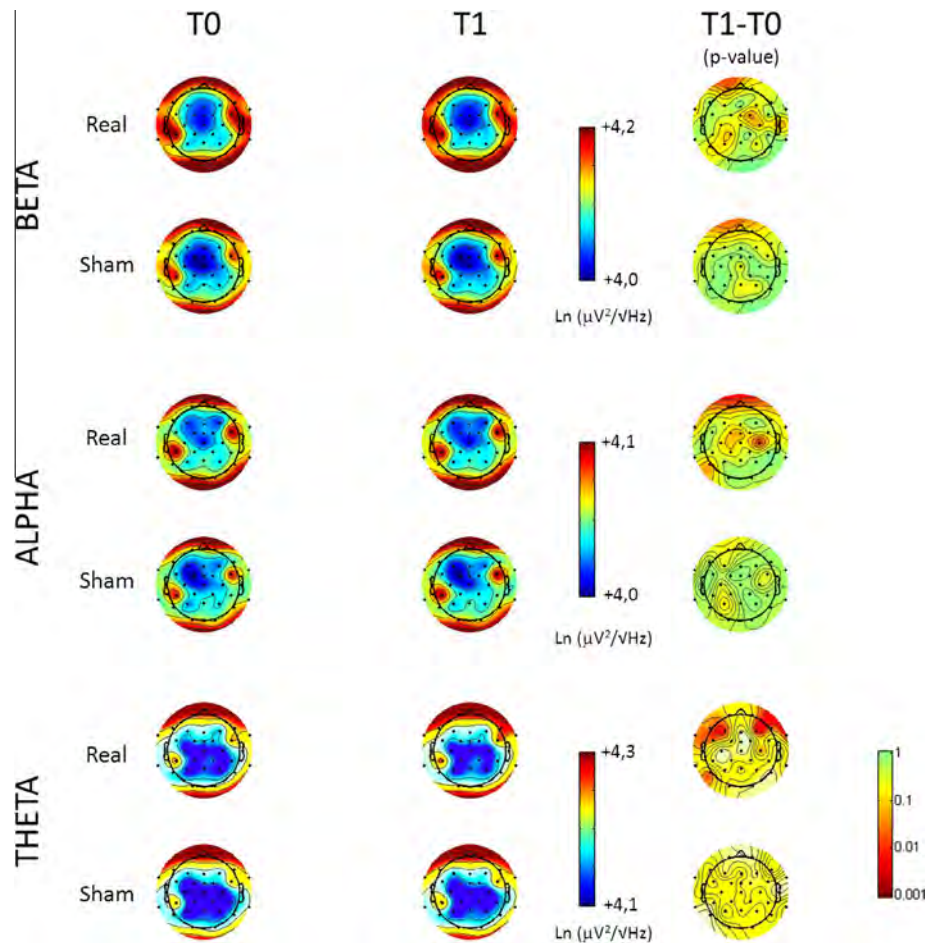 T0 T1 T1-T0
(p-value)
BETA
Real
+4,2
Sham
+4,0
Ln (µV²/√Hz)
ALPHA
Real
+4,1
Sham
+4,0
Ln (µV²/√Hz)
THETA
Real
+4,3
1
0.1
0.01
0.001
Sham
+4,1
Ln (µV²/√Hz)